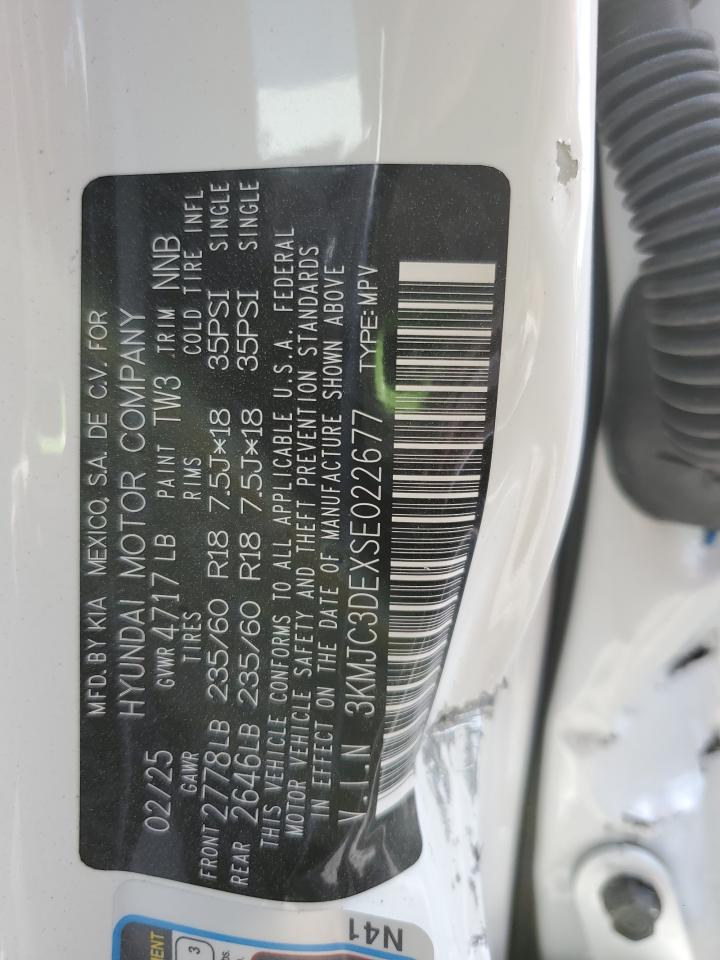 MFD. BY KIA MEXICO, S.A. DE C.V. FOR
HYUNDAI MOTOR COMPANY
02/25 GWR 4717 LB PAINT TW3 TRIM NNB
GAWR TIRES RIMS COLD TIRE INFL
FRONT 2778LB 235/60 R18 7.5J×18 35PSI SINGLE
REAR 2646LB 235/60 R18 7.5J×18 35PSI SINGLE
THIS VEHICLE CONFORMS TO ALL APPLICABLE U.S.A. FEDERAL
MOTOR VEHICLE SAFETY AND THEFT PREVENTION STANDARDS
IN EFFECT ON THE DATE OF MANUFACTURE SHOWN ABOVE
V.I.N 3KMJC3DEXSE022677 TYPE:MPV
N41
3